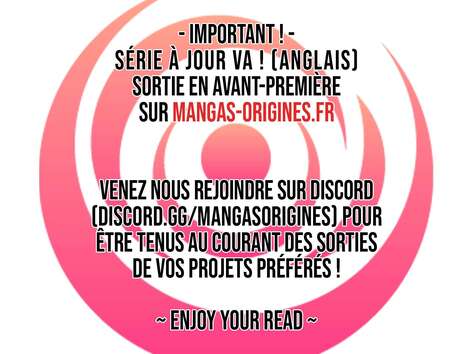 - IMPORTANT ! -
SÉRIE À JOUR VA ! (ANGLAIS)
SORTIE EN AVANT-PREMIÈRE
SUR MANGAS-ORIGINES.FR
VENEZ NOUS REJOINDRE SUR DISCORD
(DISCORD.GG/MANGASORIGINES) POUR
ÊTRE TENUS AU COURANT DES SORTIES
DE VOS PROJETS PRÉFÉRÉS !
~ ENJOY YOUR READ ~